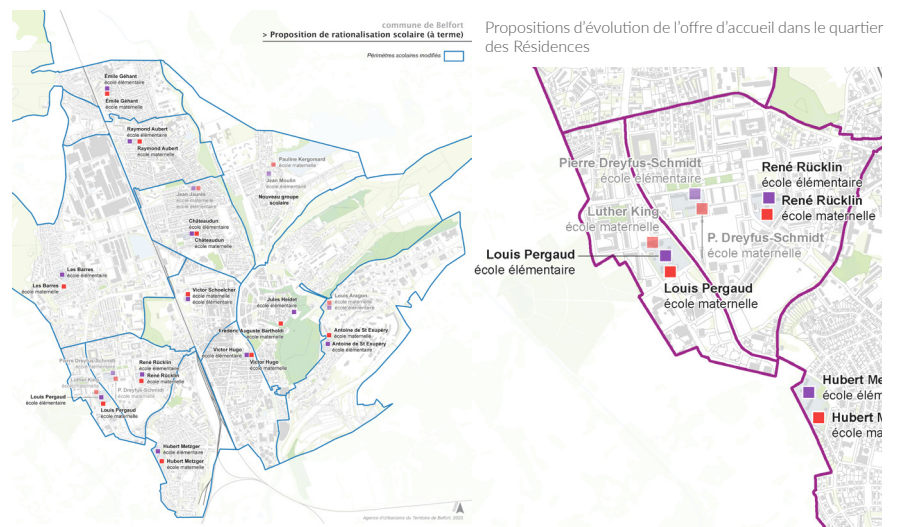 commune de Belfort
> Proposition de rationalisation scolaire (à terme)
Périmètres scolaires modifiés
Émile Géhant
école élémentaire
Émile Géhant
école maternelle
Raymond Aubert
école élémentaire
Raymond Aubert
école maternelle
Pauline Kergomard
école maternelle
Jean Moulin
école élémentaire
Nouveau groupe
scolaire
Jean Jaurès
école maternelle
école élémentaire
Châteaudun
école élémentaire
Châteaudun
école maternelle
Les Barres
école élémentaire
Les Barres
école maternelle
Victor Schoelcher
école maternelle
école élémentaire
Jules Heidet
école élémentaire
Louis Aragon
école maternelle
école élémentaire
Frédéric Auguste Bartholdi
école maternelle
Antoine de St Exupéry
école maternelle
Antoine de St Exupéry
école élémentaire
Victor Hugo
école élémentaire
Victor Hugo
école maternelle
Pierre Dreyfus-Schmidt
école élémentaire
René Rücklin
école élémentaire
René Rücklin
école maternelle
Luther King
école maternelle
P. Dreyfus-Schmidt
école maternelle
Louis Pergaud
école élémentaire
Louis Pergaud
école maternelle
Hubert Metzger
école élémentaire
Hubert Metzger
école maternelle
Agence d'Urbanisme du Territoire de Belfort, 2022.
Propositions d'évolution de l'offre d'accueil dans le quartier
des Résidences
Pierre Dreyfus-Schmidt
école élémentaire
René Rücklin
école élémentaire
René Rücklin
école maternelle
Luther King
école maternelle
P. Dreyfus-Schmidt
école maternelle
Louis Pergaud
école élémentaire
Louis Pergaud
école maternelle
Hubert Me
école élém
Hubert M
école ma